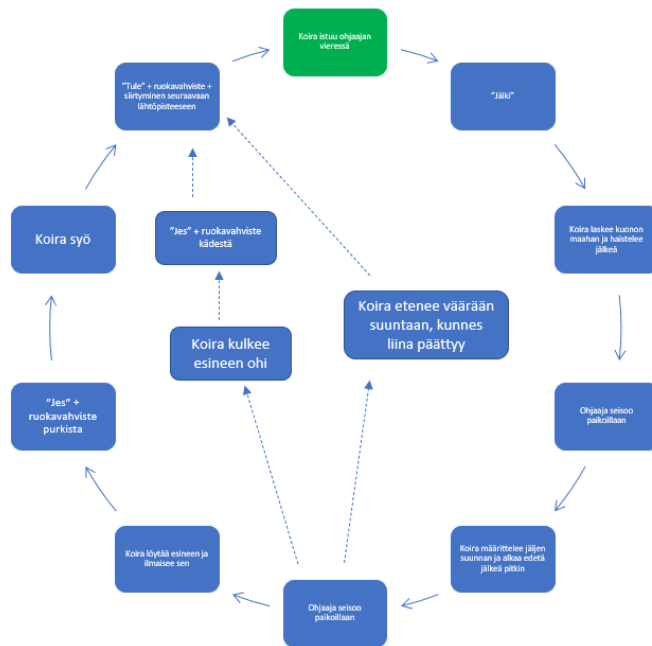 Koira istuu ohjaajan
vieressä
"Jälki"
Koira laskee kuonon
maahan ja haistelee
jälkeä
Ohjaaja seisoo
paikoillaan
Koira määrittelee jäljen
suunnan ja alkaa edetä
jälkeä pitkin
Ohjaaja seisoo
paikoillaan
Koira löytää esineen ja
ilmaisee sen
"Jes" +
ruokavahviste
purkista
Koira syö
"Tule" + ruokavahviste +
siirtyminen seuraavaan
lähtöpisteeseen
"Jes" + ruokavahviste
kädestä
Koira kulkee
esineen ohi
Koira etenee väärään
suuntaan, kunnes
liina päättyy